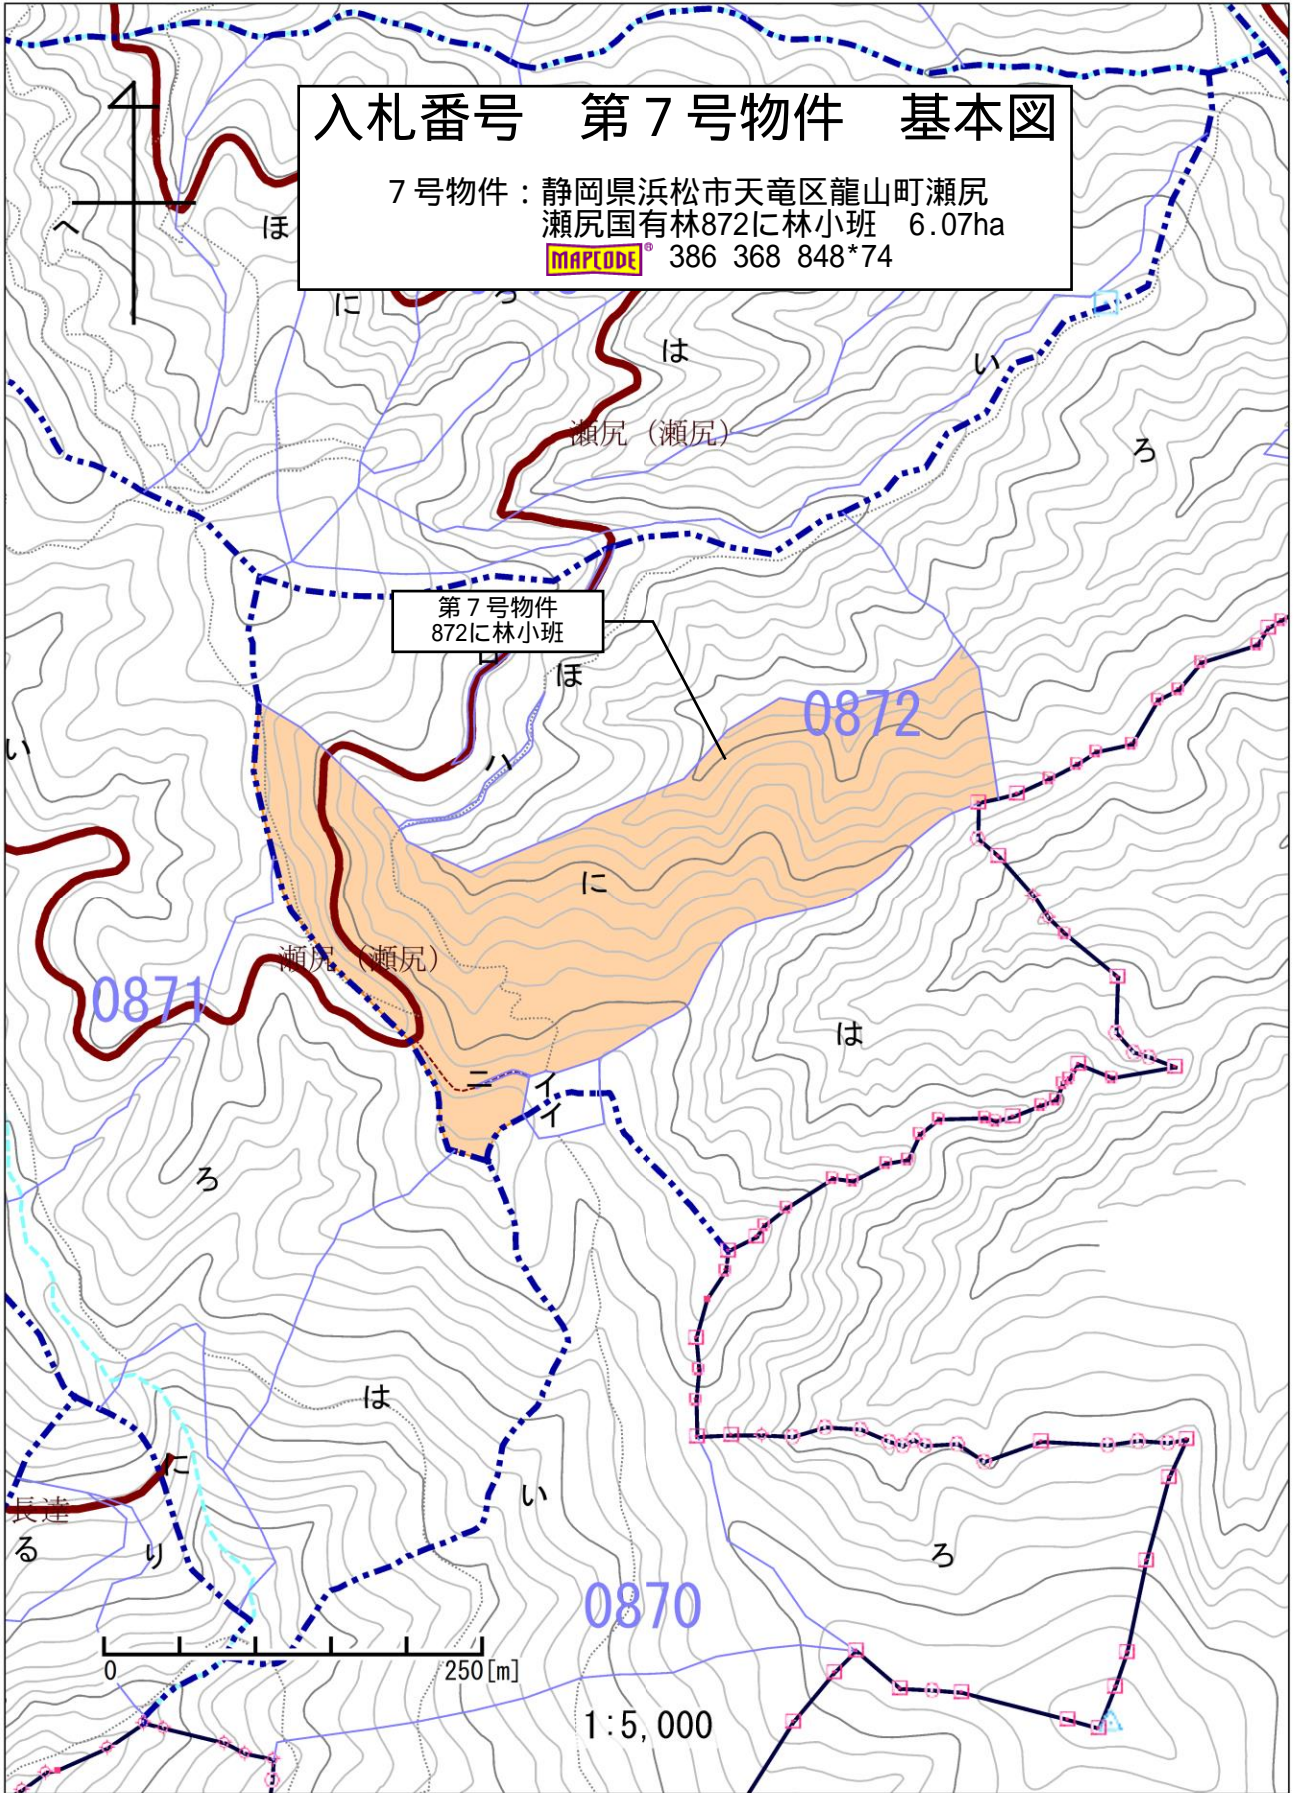 入札番号　第７号物件　基本図
７号物件：静岡県浜松市天竜区龍山町瀬尻
瀬尻国有林872に林小班　6.07ha
MAPCODE® 386 368 848*74
へ
ほ
に
ろ
は
い
瀬尻（瀬尻）
ろ
第７号物件
872に林小班
ほ
0872
い
ハ
に
瀬尻（瀬尻）
0871
は
ニ
イ
イ
ろ
は
に
い
長達
る
り
ろ
0870
0
250[m]
1:5,000